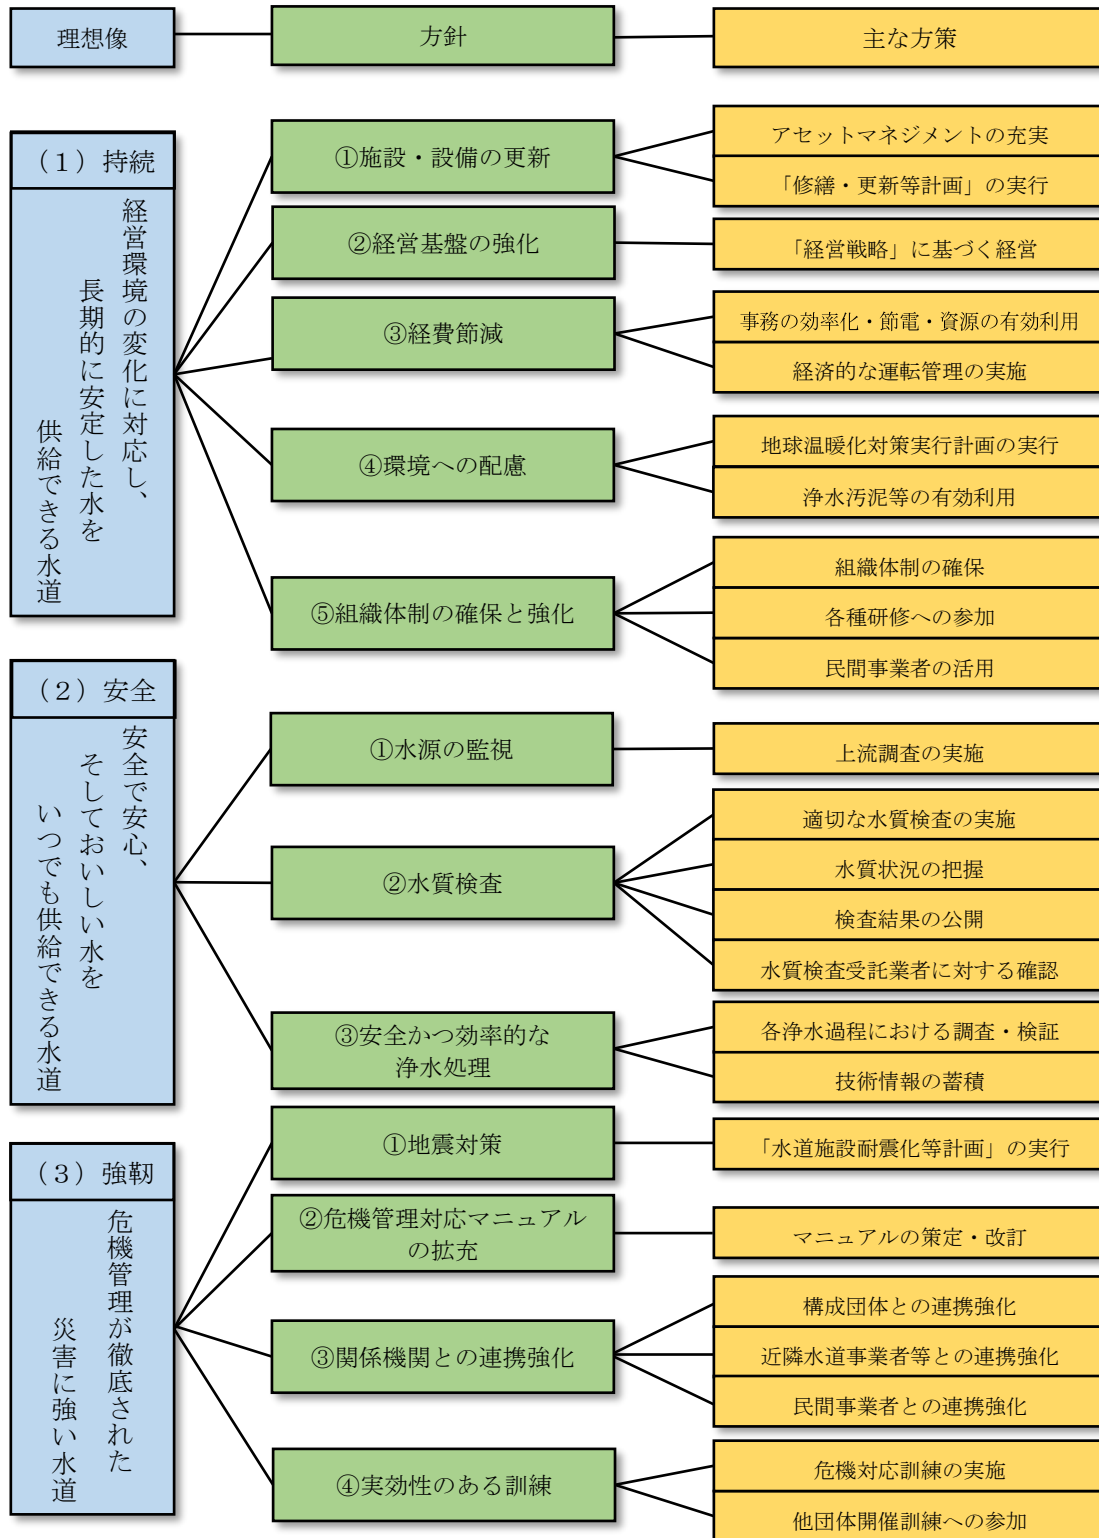 理想像
方針
主な方策
（１）持続
経営環境の変化に対応し、
長期的に安定した水を
供給できる水道
①施設・設備の更新
アセットマネジメントの充実
「修繕・更新等計画」の実行
②経営基盤の強化
「経営戦略」に基づく経営
③経費節減
事務の効率化・節電・資源の有効利用
経済的な運転管理の実施
④環境への配慮
地球温暖化対策実行計画の実行
浄水汚泥等の有効利用
⑤組織体制の確保と強化
組織体制の確保
各種研修への参加
民間事業者の活用
（２）安全
安全で安心、
そしておいしい水を
いつでも供給できる水道
①水源の監視
上流調査の実施
②水質検査
適切な水質検査の実施
水質状況の把握
検査結果の公開
水質検査受託業者に対する確認
③安全かつ効率的な
浄水処理
各浄水過程における調査・検証
技術情報の蓄積
（３）強靭
危機管理が徹底された
災害に強い水道
①地震対策
「水道施設耐震化等計画」の実行
②危機管理対応マニュアル
の拡充
マニュアルの策定・改訂
③関係機関との連携強化
構成団体との連携強化
近隣水道事業者等との連携強化
民間事業者との連携強化
④実効性のある訓練
危機対応訓練の実施
他団体開催訓練への参加